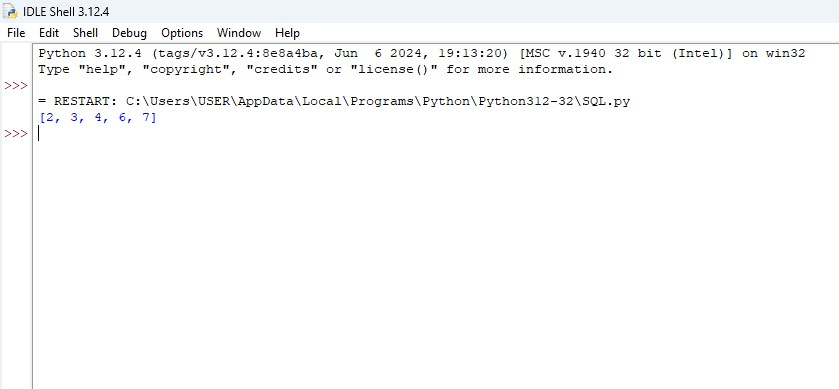 IDLE Shell 3.12.4
File Edit Shell Debug Options Window Help
Python 3.12.4 (tags/v3.12.4:8e8a4ba, Jun  6 2024, 19:13:20) [MSC v.1940 32 bit (Intel)] on win32
Type "help", "copyright", "credits" or "license()" for more information.
>>>
= RESTART: C:\Users\USER\AppData\Local\Programs\Python\Python312-32\SQL.py
[2, 3, 4, 6, 7]
>>>